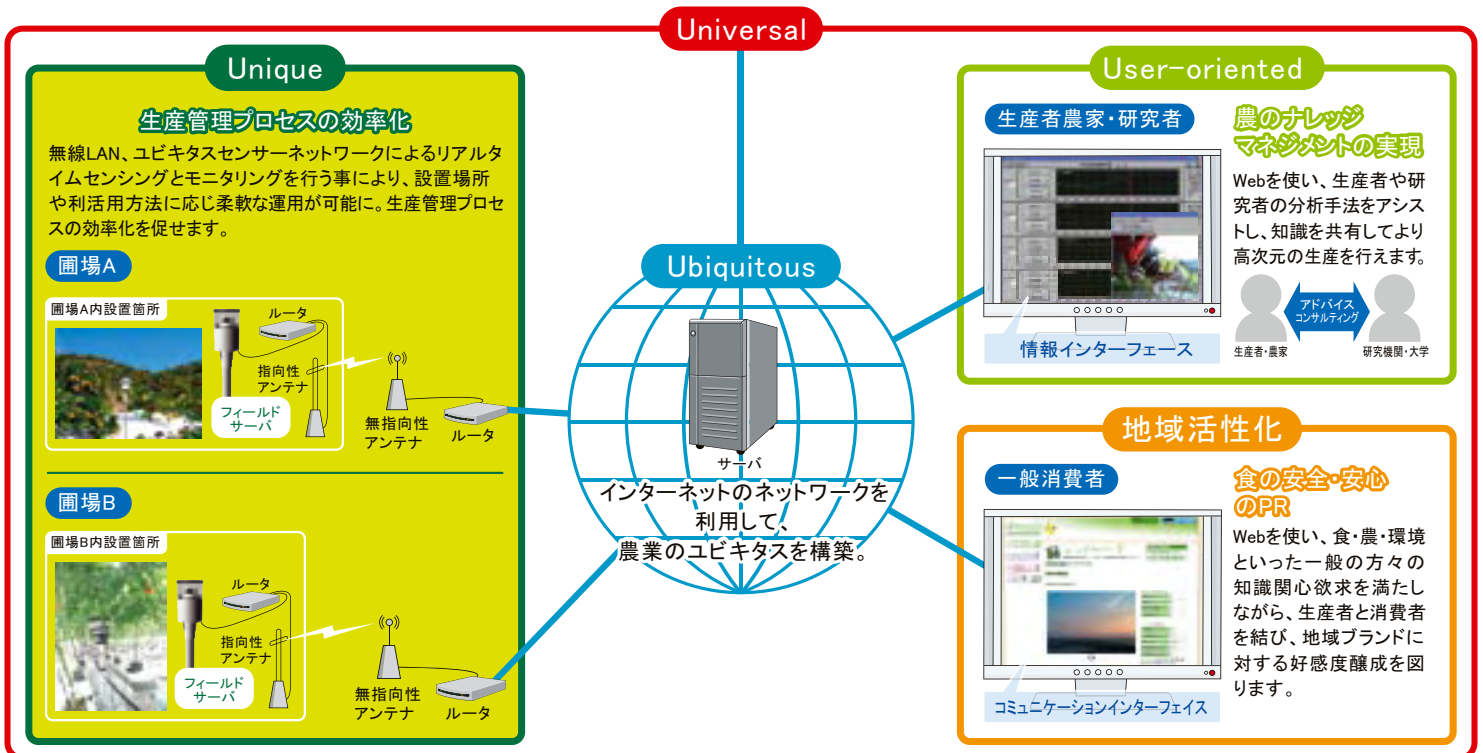 Universal
Unique
生産管理プロセスの効率化
無線LAN、ユビキタスセンサーネットワークによるリアルタ
イムセンシングとモニタリングを行う事により、設置場所
や利活用方法に応じ柔軟な運用が可能に。生産管理プロセ
スの効率化を促せます。
圃場A
圃場A内設置箇所
ルータ
指向性
アンテナ
フィールド
サーバ
無指向性
アンテナ
ルータ
圃場B
圃場B内設置箇所
ルータ
指向性
アンテナ
フィールド
サーバ
無指向性
アンテナ
ルータ
Ubiquitous
サーバ
インターネットのネットワークを
利用して、
農業のユビキタスを構築。
User-oriented
生産者農家・研究者
情報インターフェース
農のナレッジ
マネジメントの実現
Webを使い、生産者や研
究者の分析手法をアシス
トし、知識を共有してより
高次元の生産を行えます。
アドバイス
コンサルティング
生産者・農家
研究機関・大学
地域活性化
一般消費者
コミュニケーションインターフェイス
食の安全・安心
のPR
Webを使い、食・農・環境
といった一般の方々の
知識関心欲求を満たし
ながら、生産者と消費者
を結び、地域ブランドに
対する好感度醸成を図
ります。